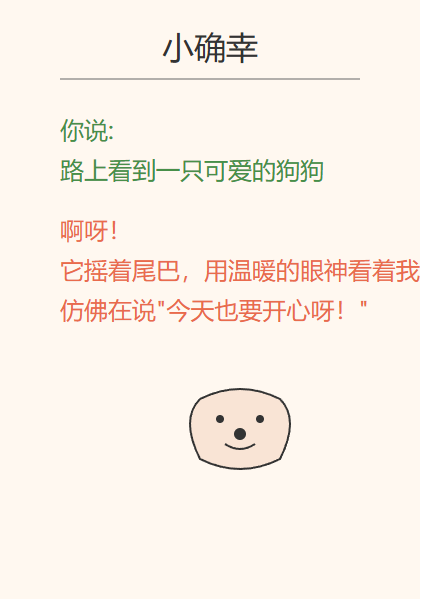 小确幸
你说:
路上看到一只可爱的狗狗
啊呀！
它摇着尾巴，用温暖的眼神看着我
仿佛在说"今天也要开心呀！"